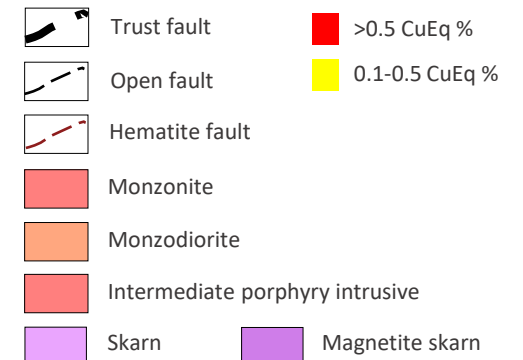 Trust fault
>0.5 CuEq %
Open fault
0.1-0.5 CuEq %
Hematite fault
Monzonite
Monzodiorite
Intermediate porphyry intrusive
Skarn
Magnetite skarn